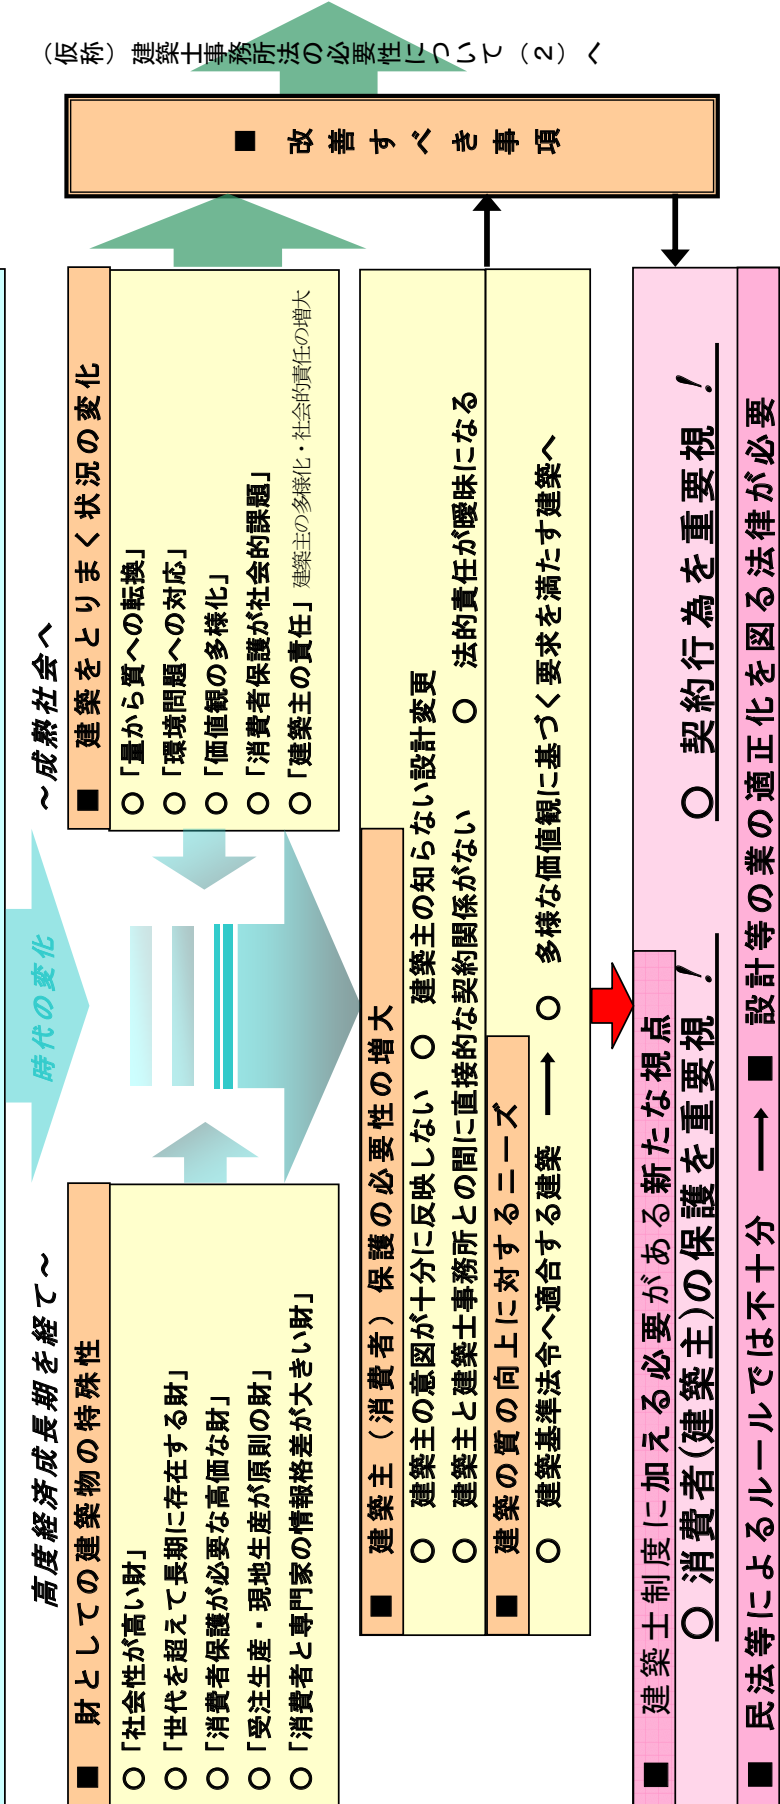 時代の変化
高度経済成長期を経て～
～成熟社会へ
■ 財としての建築物の特殊性
○「社会性が高い財」
○「世代を超えて長期に存在する財」
○「消費者保護が必要な高価な財」
○「受注生産・現地生産が原則の財」
○「消費者と専門家の情報格差が大きい財」
■ 建築をとりまく状況の変化
○「量から質への転換」
○「環境問題への対応」
○「価値観の多様化」
○「消費者保護が社会的課題」
○「建築主の責任」建築主の多様化・社会的責任の増大
■ 建築主（消費者）保護の必要性の増大
○ 建築主の意図が十分に反映しない ○ 建築主の知らない設計変更
○ 建築主と建築士事務所との間に直接的な契約関係がない ○ 法的責任が曖昧になる
■ 建築の質の向上に対するニーズ
○ 建築基準法令へ適合する建築 → ○ 多様な価値観に基づく要求を満たす建築へ
■ 建築士制度に加える必要がある新たな視点
○ 消費者(建築主)の保護を重要視！ ○ 契約行為を重要視！
■ 民法等によるルールでは不十分 → ■ 設計等の業の適正化を図る法律が必要
■ 改善すべき事項
（仮称）建築士事務所法の必要性について（2）へ